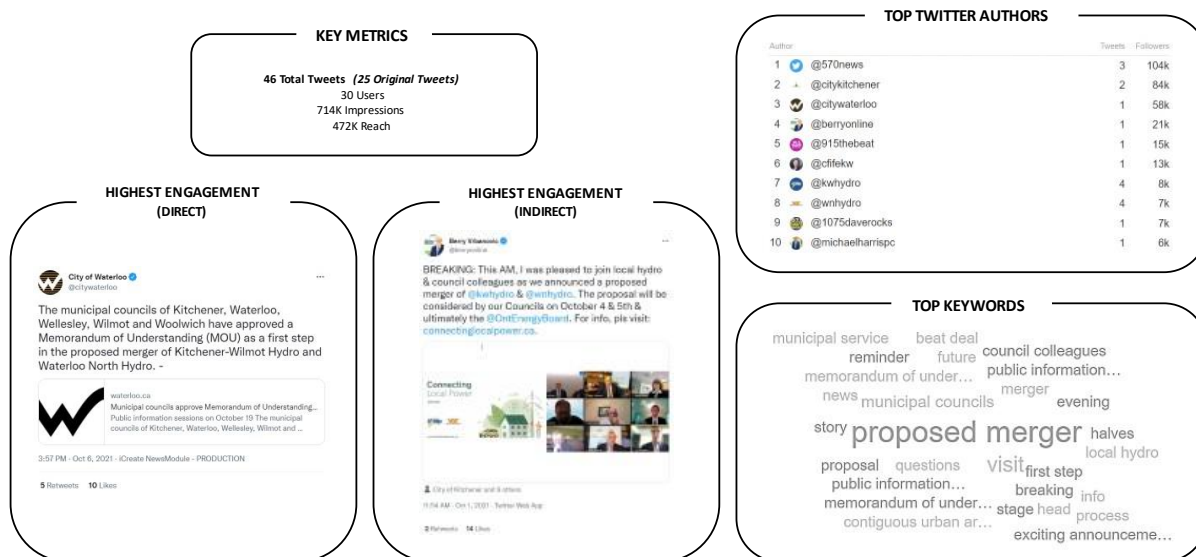 KEY METRICS
46 Total Tweets (25 Original Tweets)
30 Users
714K Impressions
472K Reach
TOP TWITTER AUTHORS
Author Tweets Followers
1 @570news 3 104k
2 @citykitchener 2 84k
3 @citywaterloo 1 58k
4 @berryonline 1 21k
5 @915thebeat 1 15k
6 @cfifekw 1 13k
7 @kwhydro 4 8k
8 @wnhydro 4 7k
9 @1075daverocks 1 7k
10 @michaelharrispc 1 6k
HIGHEST ENGAGEMENT
(DIRECT)
City of Waterloo
@citywaterloo
The municipal councils of Kitchener, Waterloo,
Wellesley, Wilmot and Woolwich have approved a
Memorandum of Understanding (MOU) as a first step
in the proposed merger of Kitchener-Wilmot Hydro and
Waterloo North Hydro. -
waterloo.ca
Municipal councils approve Memorandum of Understanding...
Public information sessions on October 19 The municipal
councils of Kitchener, Waterloo, Wellesley, Wilmot and ...
3:57 PM · Oct 6, 2021 · iCreate NewsModule - PRODUCTION
5 Retweets 10 Likes
HIGHEST ENGAGEMENT
(INDIRECT)
Berry Vrbanovic
@berryonline
BREAKING: This AM, I was pleased to join local hydro
& council colleagues as we announced a proposed
merger of @kwhydro & @wnhydro. The proposal will be
considered by our Councils on October 4 & 5th &
ultimately the @OntEnergyBoard. For info, pls visit:
connectinglocalpower.ca.
Connecting
Local Power
City of Kitchener and 8 others
11:54 AM · Oct 1, 2021 · Twitter Web App
2 Retweets 14 Likes
TOP KEYWORDS
municipal service beat deal
reminder future council colleagues
public information...
memorandum of under... merger
news municipal councils evening
story proposed merger halves
local hydro
proposal questions visit first step
public information... breaking
memorandum of under... info
stage head process
contiguous urban ar...
exciting announceme...